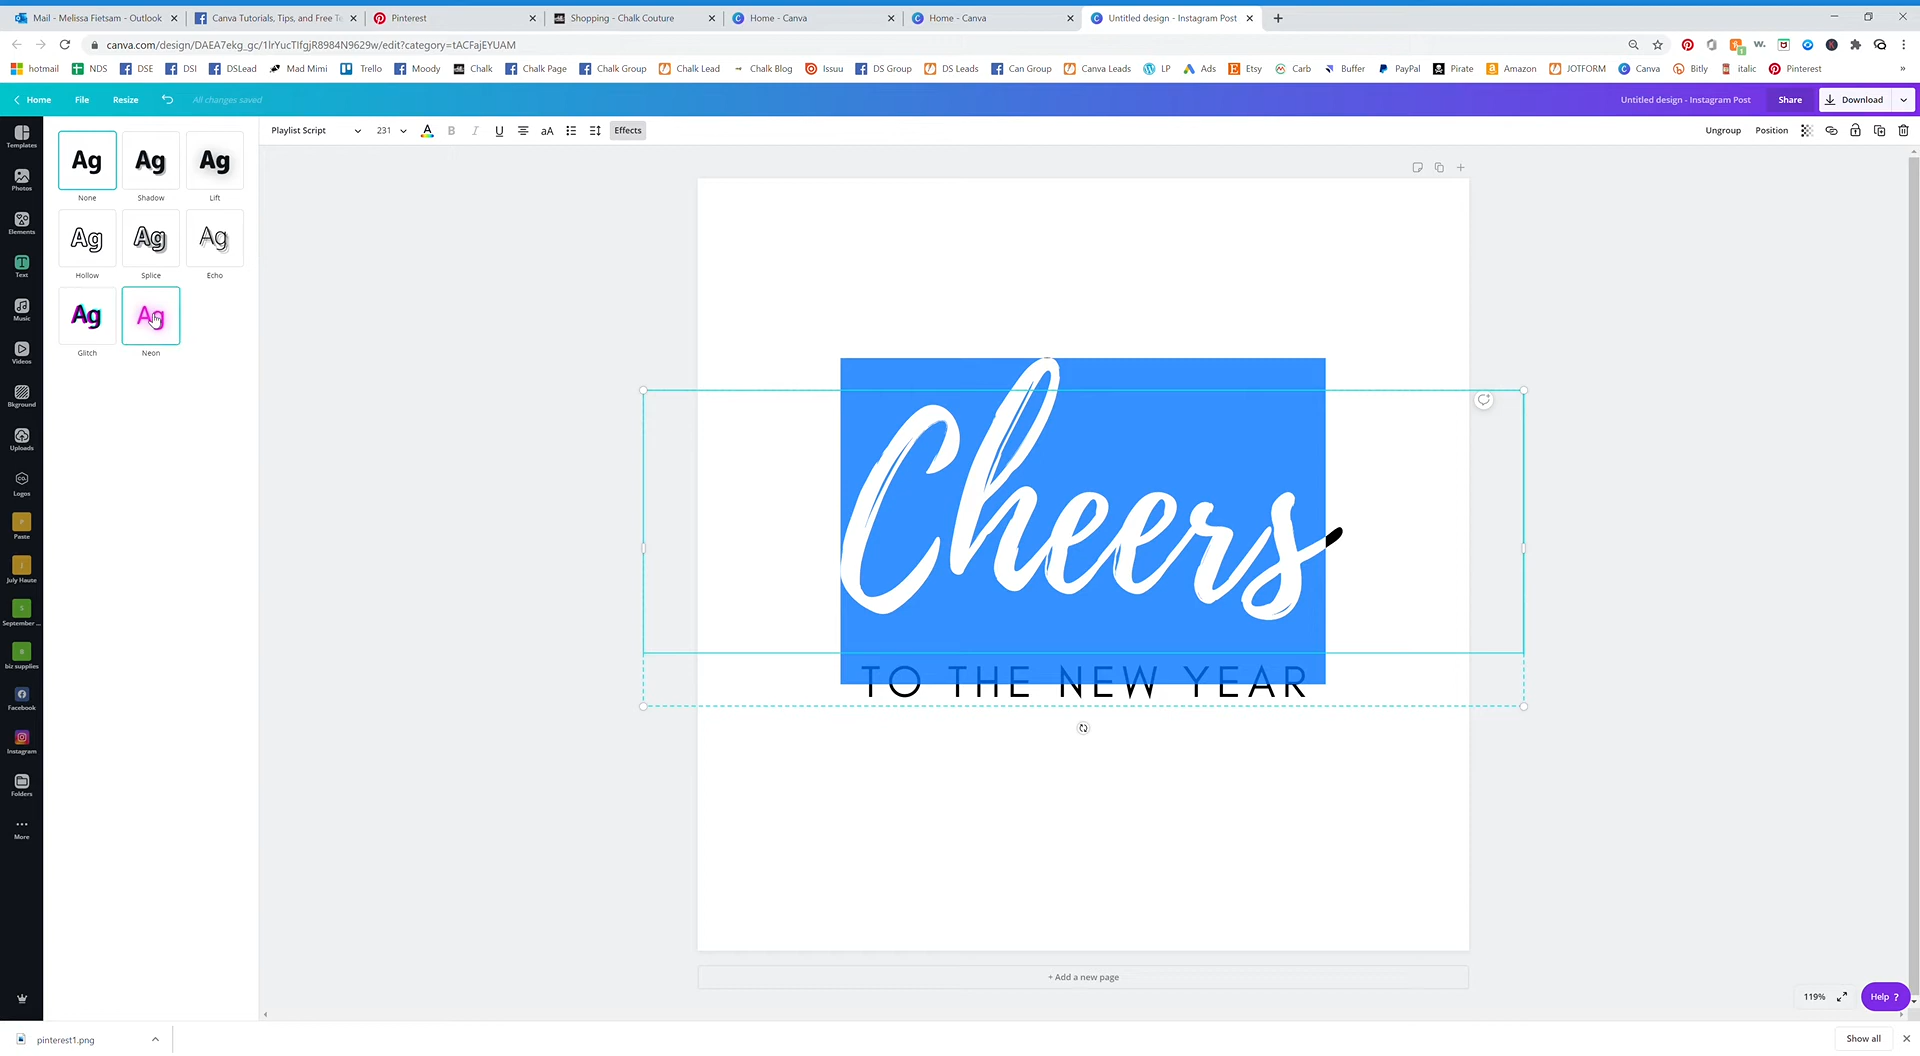 Mail - Melissa Fietsam - Outlook
Canva Tutorials, Tips, and Free Te
Pinterest
Shopping - Chalk Couture
Home - Canva
Home - Canva
Untitled design - Instagram Post
canva.com/design/DAEA7ekg_gc/1lrYucTIfgjR8984N9629w/edit?category=tACFajEYUAM
hotmail NDS DSE DSI DSLead Mad Mimi Trello Moody Chalk Chalk Page Chalk Group Chalk Lead Chalk Blog Issuu DS Group DS Leads Can Group Canva Leads LP Ads Etsy Carb Buffer PayPal Pirate Amazon JOTFORM Canva Bitly italic Pinterest
Home File Resize All changes saved Untitled design - Instagram Post Share Download
Playlist Script 231 A B I U aA Effects Ungroup Position
Templates
Photos
Elements
Text
Music
Videos
Bkground
Uploads
CO.
Logos
P
Paste
J
July Haute
S
September ...
B
biz supplies
Facebook
Instagram
Folders
More
Ag Ag Ag
None Shadow Lift
Ag Ag Ag
Hollow Splice Echo
Ag Ag
Glitch Neon
Cheers
TO THE NEW YEAR
+ Add a new page
119%
Help ?
pinterest1.png
Show all